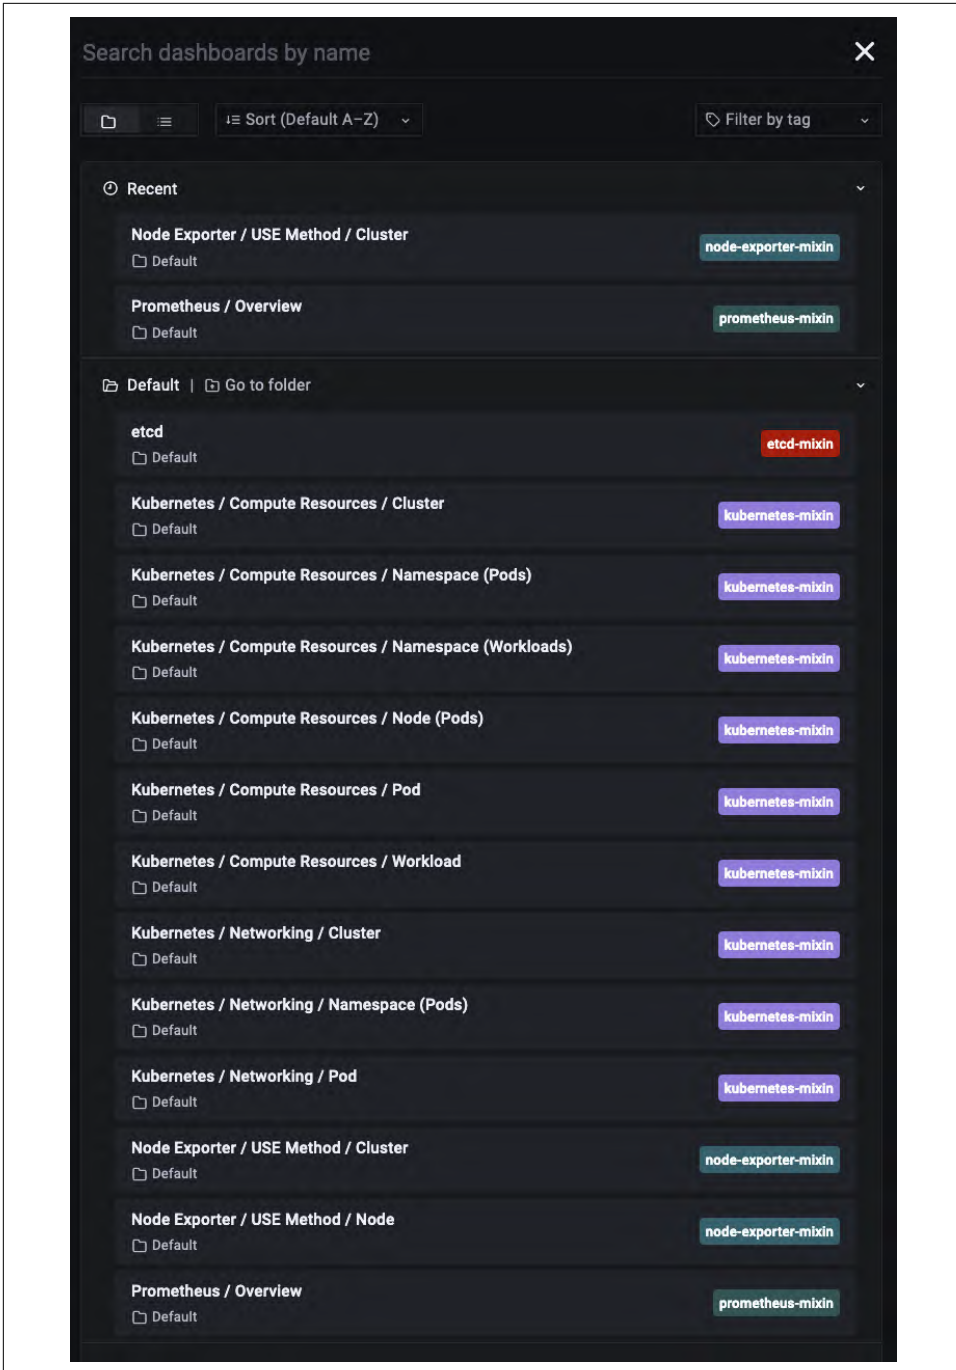 Search dashboards by name
Sort (Default A–Z)
Filter by tag
Recent
Node Exporter / USE Method / Cluster
node-exporter-mixin
Default
Prometheus / Overview
prometheus-mixin
Default
Default | Go to folder
etcd
etcd-mixin
Default
Kubernetes / Compute Resources / Cluster
kubernetes-mixin
Default
Kubernetes / Compute Resources / Namespace (Pods)
kubernetes-mixin
Default
Kubernetes / Compute Resources / Namespace (Workloads)
kubernetes-mixin
Default
Kubernetes / Compute Resources / Node (Pods)
kubernetes-mixin
Default
Kubernetes / Compute Resources / Pod
kubernetes-mixin
Default
Kubernetes / Compute Resources / Workload
kubernetes-mixin
Default
Kubernetes / Networking / Cluster
kubernetes-mixin
Default
Kubernetes / Networking / Namespace (Pods)
kubernetes-mixin
Default
Kubernetes / Networking / Pod
kubernetes-mixin
Default
Node Exporter / USE Method / Cluster
node-exporter-mixin
Default
Node Exporter / USE Method / Node
node-exporter-mixin
Default
Prometheus / Overview
prometheus-mixin
Default